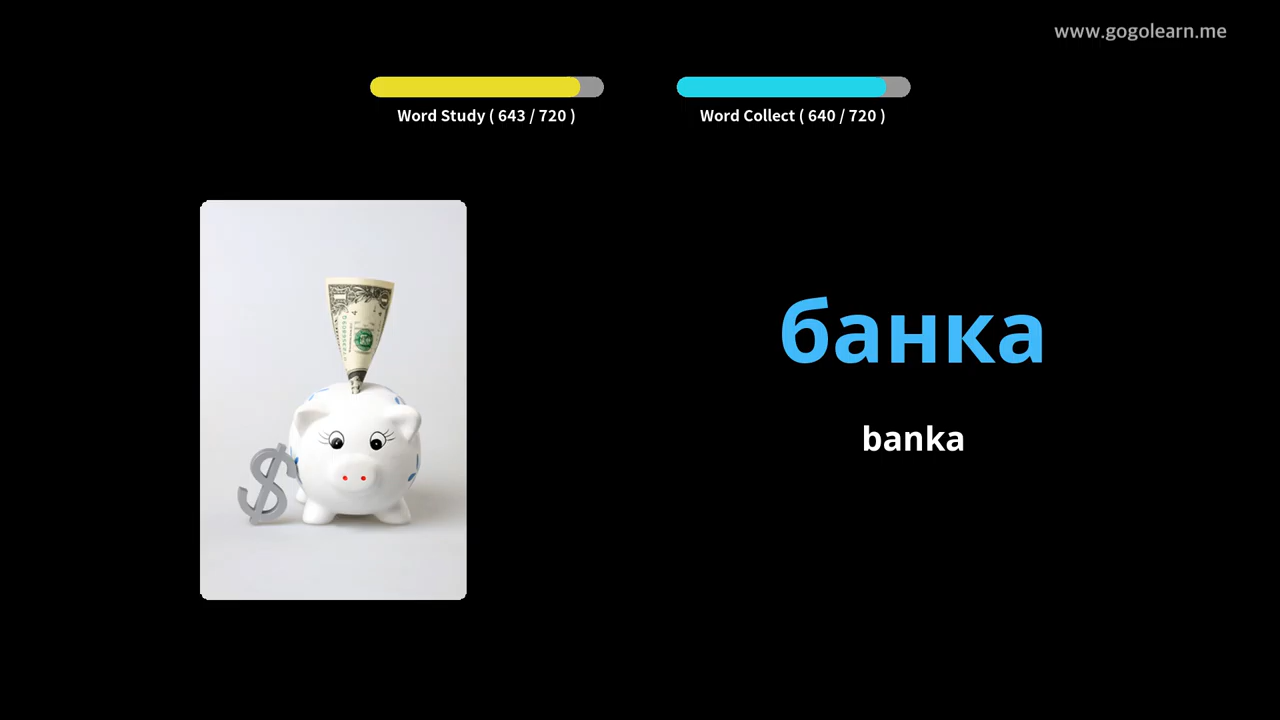 www.gogolearn.me
Word Study ( 643 / 720 )
Word Collect ( 640 / 720 )
банка
banka
$